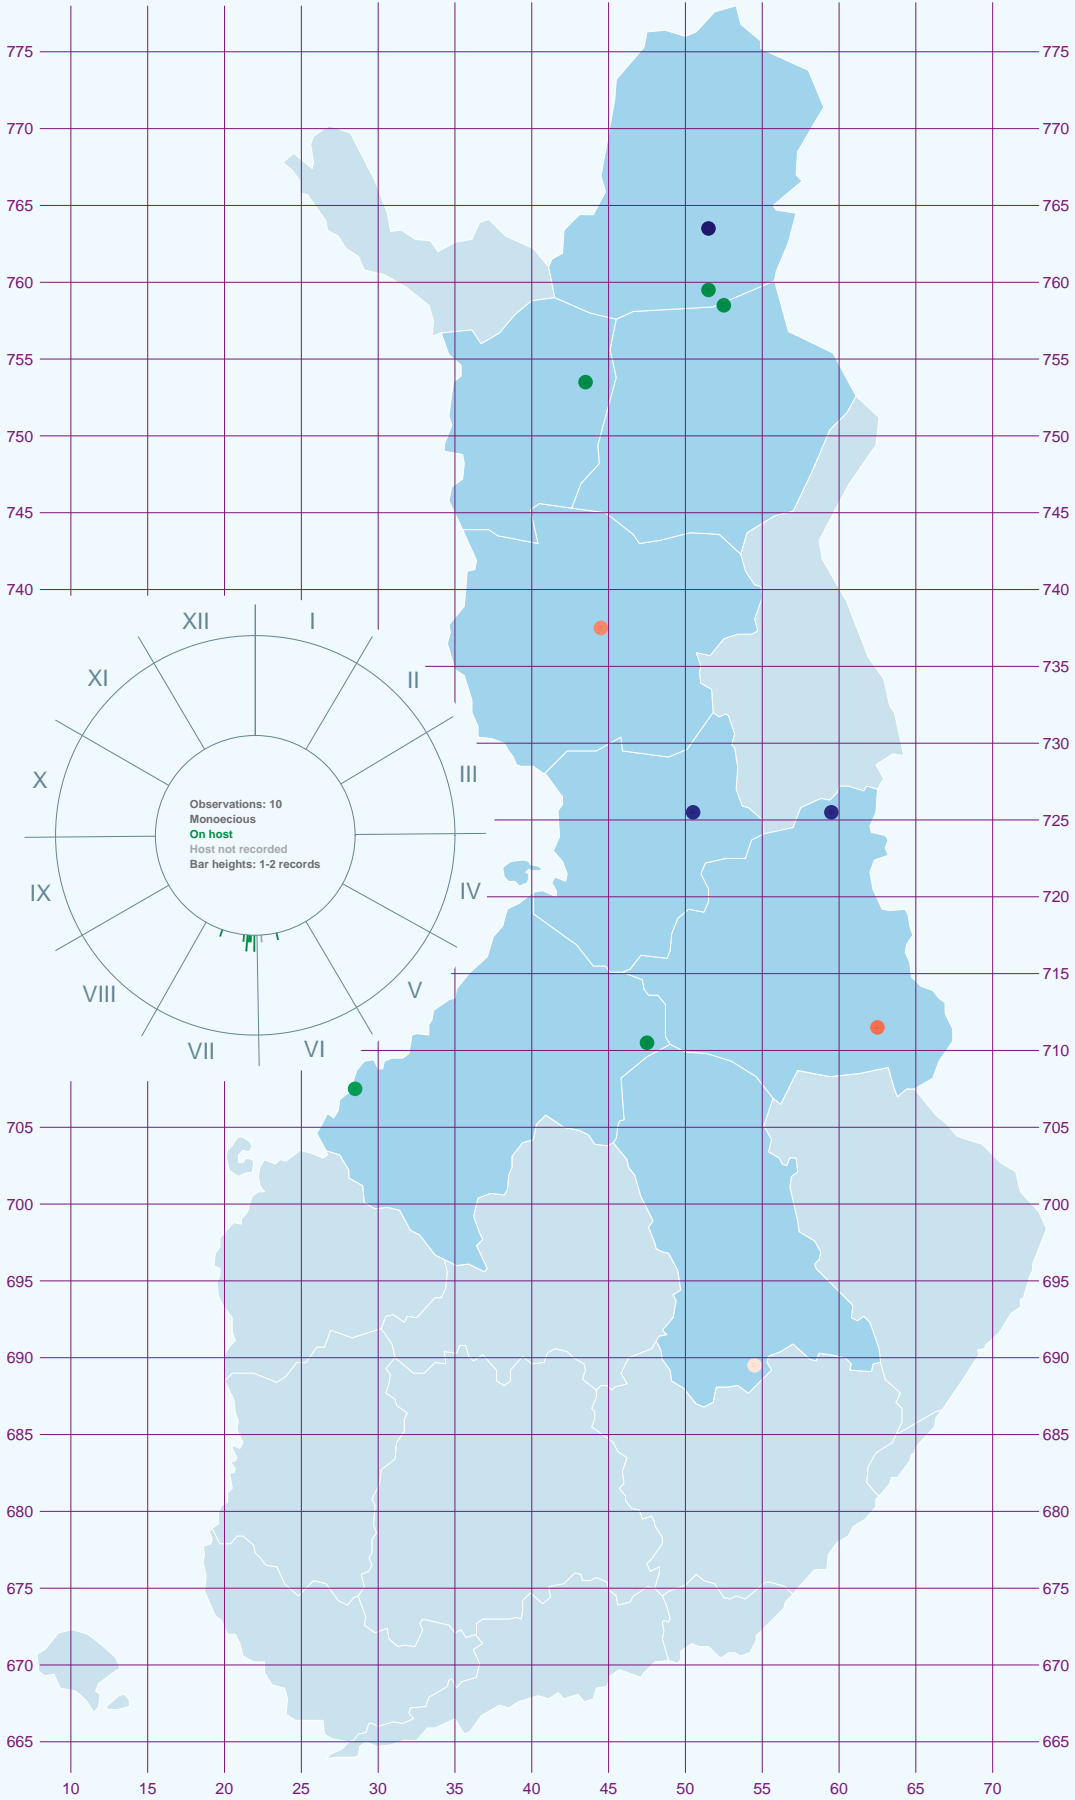 775 775
770 770
765 765
760 760
755 755
750 750
745 745
740 740
XII I
XI II
735
730 730
X III
725
Observations: 10
Monoecious
On host
Host not recorded
Bar heights: 1-2 records
IX IV
720
VIII V
715
VII VI
710
705 705
700 700
695 695
690 690
685 685
680 680
675 675
670 670
665 665
10 15 20 25 30 35 40 45 50 55 60 65 70